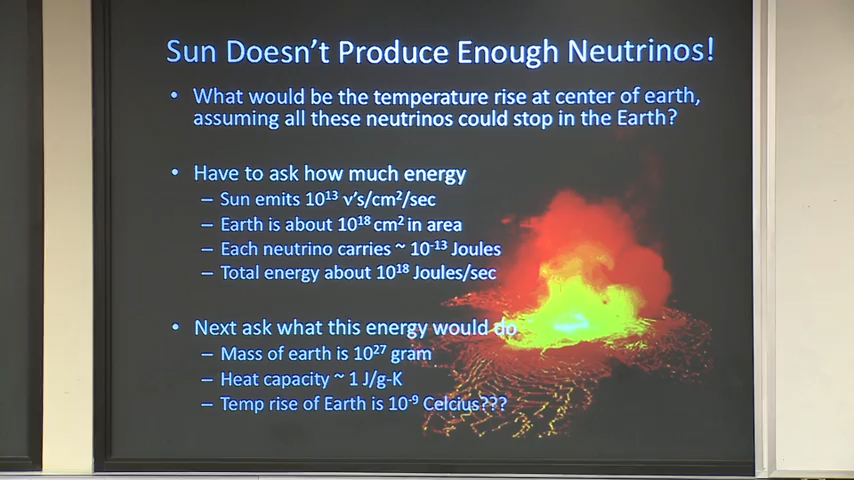 Sun Doesn't Produce Enough Neutrinos!
• What would be the temperature rise at center of earth,
assuming all these neutrinos could stop in the Earth?
• Have to ask how much energy
– Sun emits 10¹³ ν's/cm²/sec
– Earth is about 10¹⁸ cm² in area
– Each neutrino carries ~ 10⁻¹³ Joules
– Total energy about 10¹⁸ Joules/sec
• Next ask what this energy would do
– Mass of earth is 10²⁷ gram
– Heat capacity ~ 1 J/g-K
– Temp rise of Earth is 10⁻⁹ Celcius???